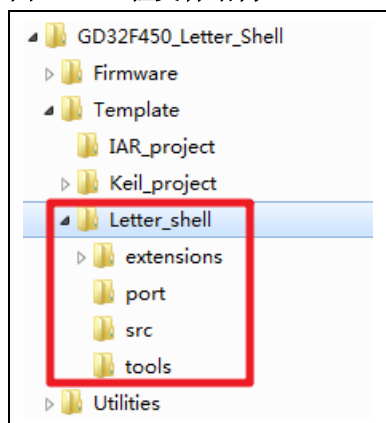 GD32F450_Letter_Shell
Firmware
Template
IAR_project
Keil_project
Letter_shell
extensions
port
src
tools
Utilities